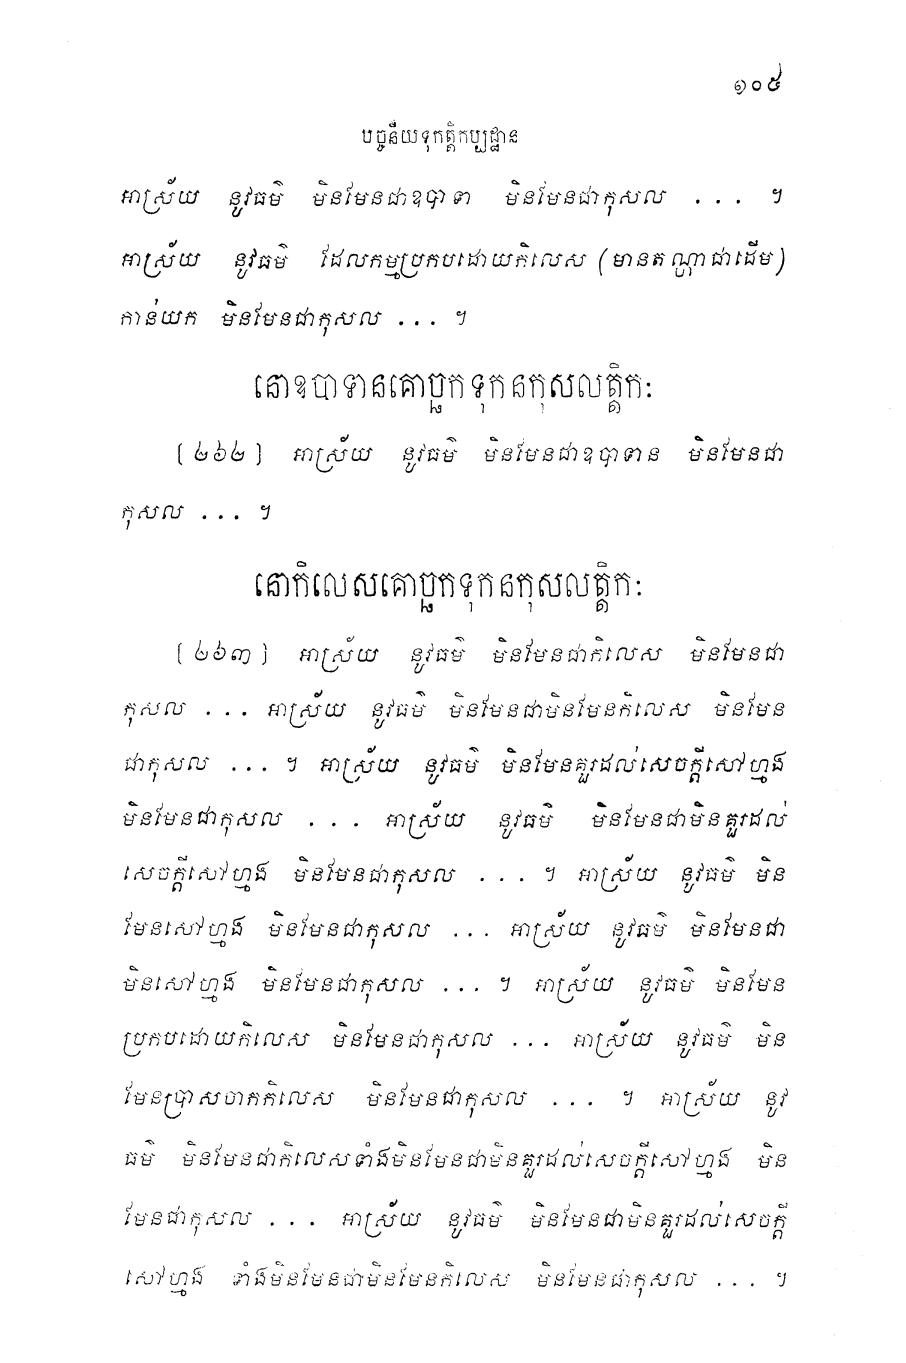 ១០៥
បច្ចនីយទុកត្តិកប្បដ្ឋាន
អាស្រ័យ នូវធម៌ មិនមែនជាឧបាទា មិនមែនជាកុសល ... ។
អាស្រ័យ នូវធម៌ ដែលកម្មប្រកបដោយកិលេស (មានតណ្ហាជាដើម)
កាន់យក មិនមែនជាកុសល ... ។
នោឧបាទានគោច្ឆកទុកនកុសលត្តិកៈ
[២៦២] អាស្រ័យ នូវធម៌ មិនមែនជាឧបាទាន មិនមែនជា
កុសល ... ។
នោកិលេសគោច្ឆកទុកនកុសលត្តិកៈ
[២៦៣] អាស្រ័យ នូវធម៌ មិនមែនជាកិលេស មិនមែនជា
កុសល ... អាស្រ័យ នូវធម៌ មិនមែនជាមិនមែនកិលេស មិនមែន
ជាកុសល ... ។ អាស្រ័យ នូវធម៌ មិនមែនគួរដល់សេចក្តីសៅហ្មង
មិនមែនជាកុសល ... អាស្រ័យ នូវធម៌ មិនមែនជាមិនគួរដល់
សេចក្តីសៅហ្មង មិនមែនជាកុសល ... ។ អាស្រ័យ នូវធម៌ មិន
មែនសៅហ្មង មិនមែនជាកុសល ... អាស្រ័យ នូវធម៌ មិនមែនជា
មិនសៅហ្មង មិនមែនជាកុសល ... ។ អាស្រ័យ នូវធម៌ មិនមែន
ប្រកបដោយកិលេស មិនមែនជាកុសល ... អាស្រ័យ នូវធម៌ មិន
មែនប្រាសចាកកិលេស មិនមែនជាកុសល ... ។ អាស្រ័យ នូវ
ធម៌ មិនមែនជាកិលេសទាំងមិនមែនជាមិនគួរដល់សេចក្តីសៅហ្មង មិន
មែនជាកុសល ... អាស្រ័យ នូវធម៌ មិនមែនជាមិនគួរដល់សេចក្តី
សៅហ្មង ទាំងមិនមែនជាមិនមែនកិលេស មិនមែនជាកុសល ... ។